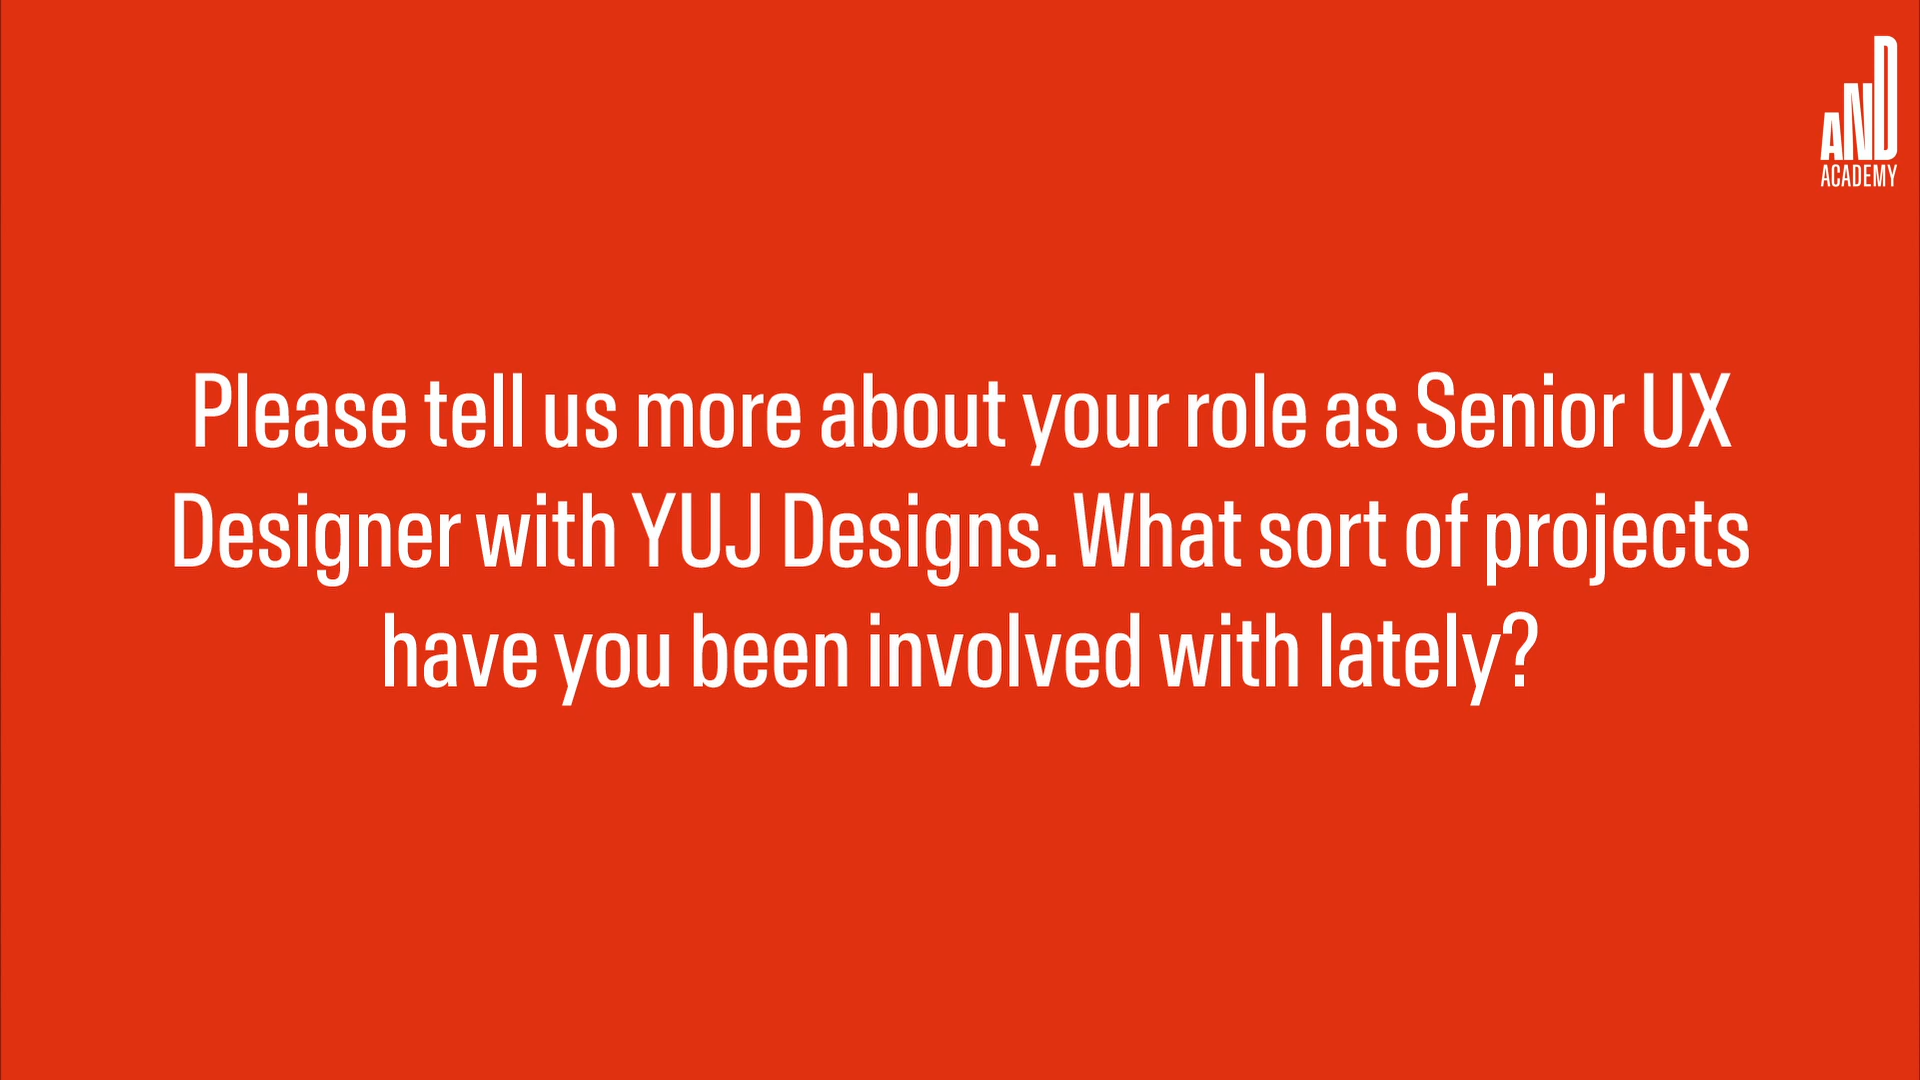 AND
ACADEMY
Please tell us more about your role as Senior UX
Designer with YUJ Designs. What sort of projects
have you been involved with lately?